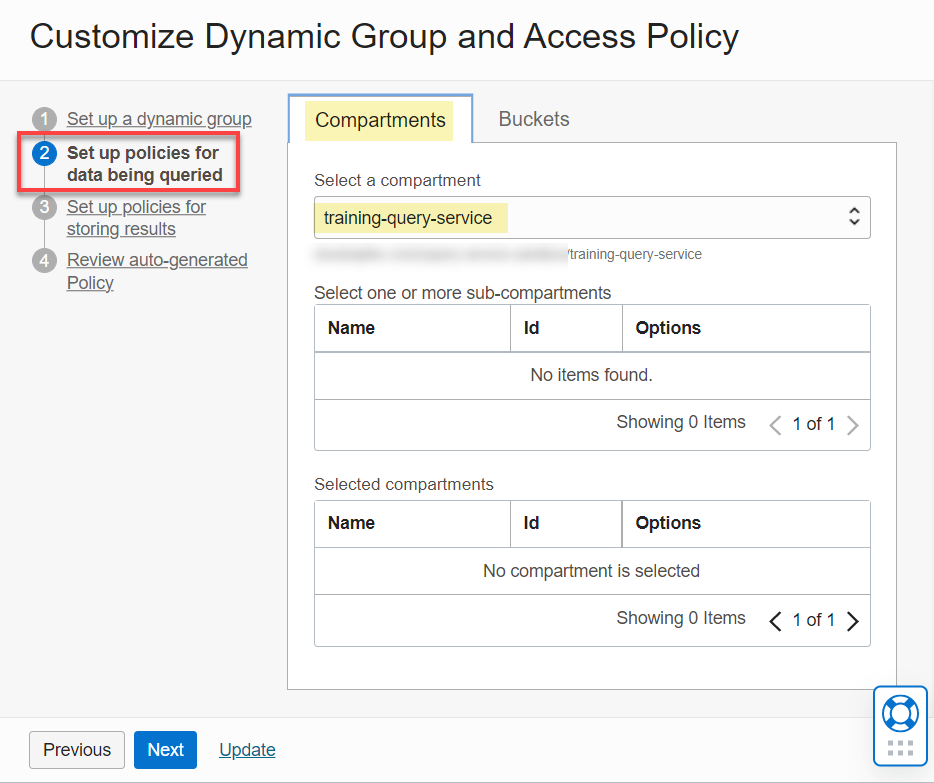 Customize Dynamic Group and Access Policy
1 Set up a dynamic group
2 Set up policies for
data being queried
3 Set up policies for
storing results
4 Review auto-generated
Policy
Compartments Buckets
Select a compartment
training-query-service
/training-query-service
Select one or more sub-compartments
Name Id Options
No items found.
Showing 0 Items 1 of 1
Selected compartments
Name Id Options
No compartment is selected
Showing 0 Items 1 of 1
Previous Next Update